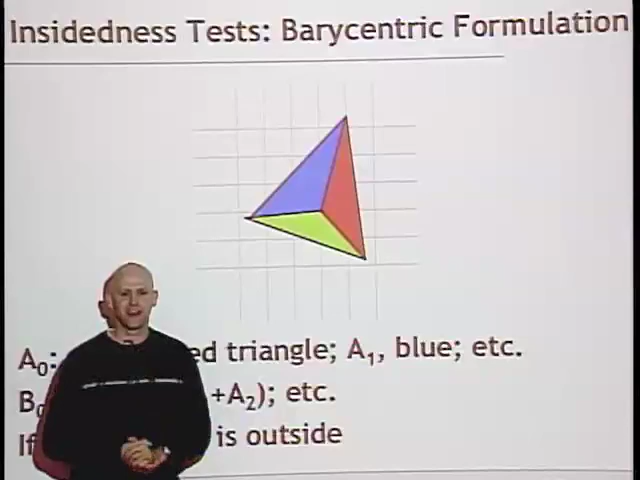 Insidedness Tests: Barycentric Formulation
A₀: ed triangle; A₁, blue; etc.
B₀ +A₂); etc.
If is outside